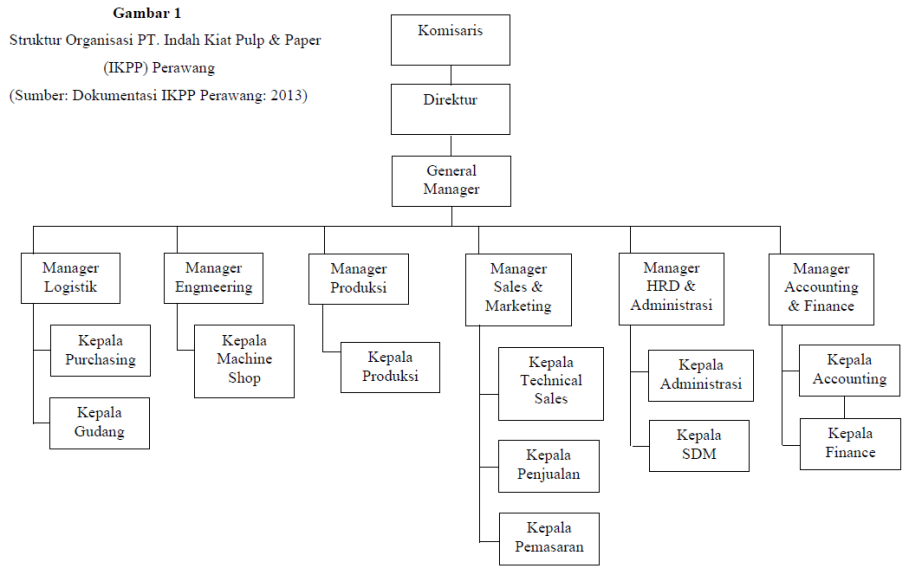 Gambar 1
Struktur Organisasi PT. Indah Kiat Pulp & Paper
(IKPP) Perawang
(Sumber: Dokumentasi IKPP Perawang: 2013)
Komisaris
Direktur
General
Manager
Manager
Logistik
Manager
Engmeering
Manager
Produksi
Manager
Sales &
Marketing
Manager
HRD &
Administrasi
Manager
Accounting
& Finance
Kepala
Purchasing
Kepala
Gudang
Kepala
Machine
Shop
Kepala
Produksi
Kepala
Technical
Sales
Kepala
Penjualan
Kepala
Pemasaran
Kepala
Administrasi
Kepala
SDM
Kepala
Accounting
Kepala
Finance